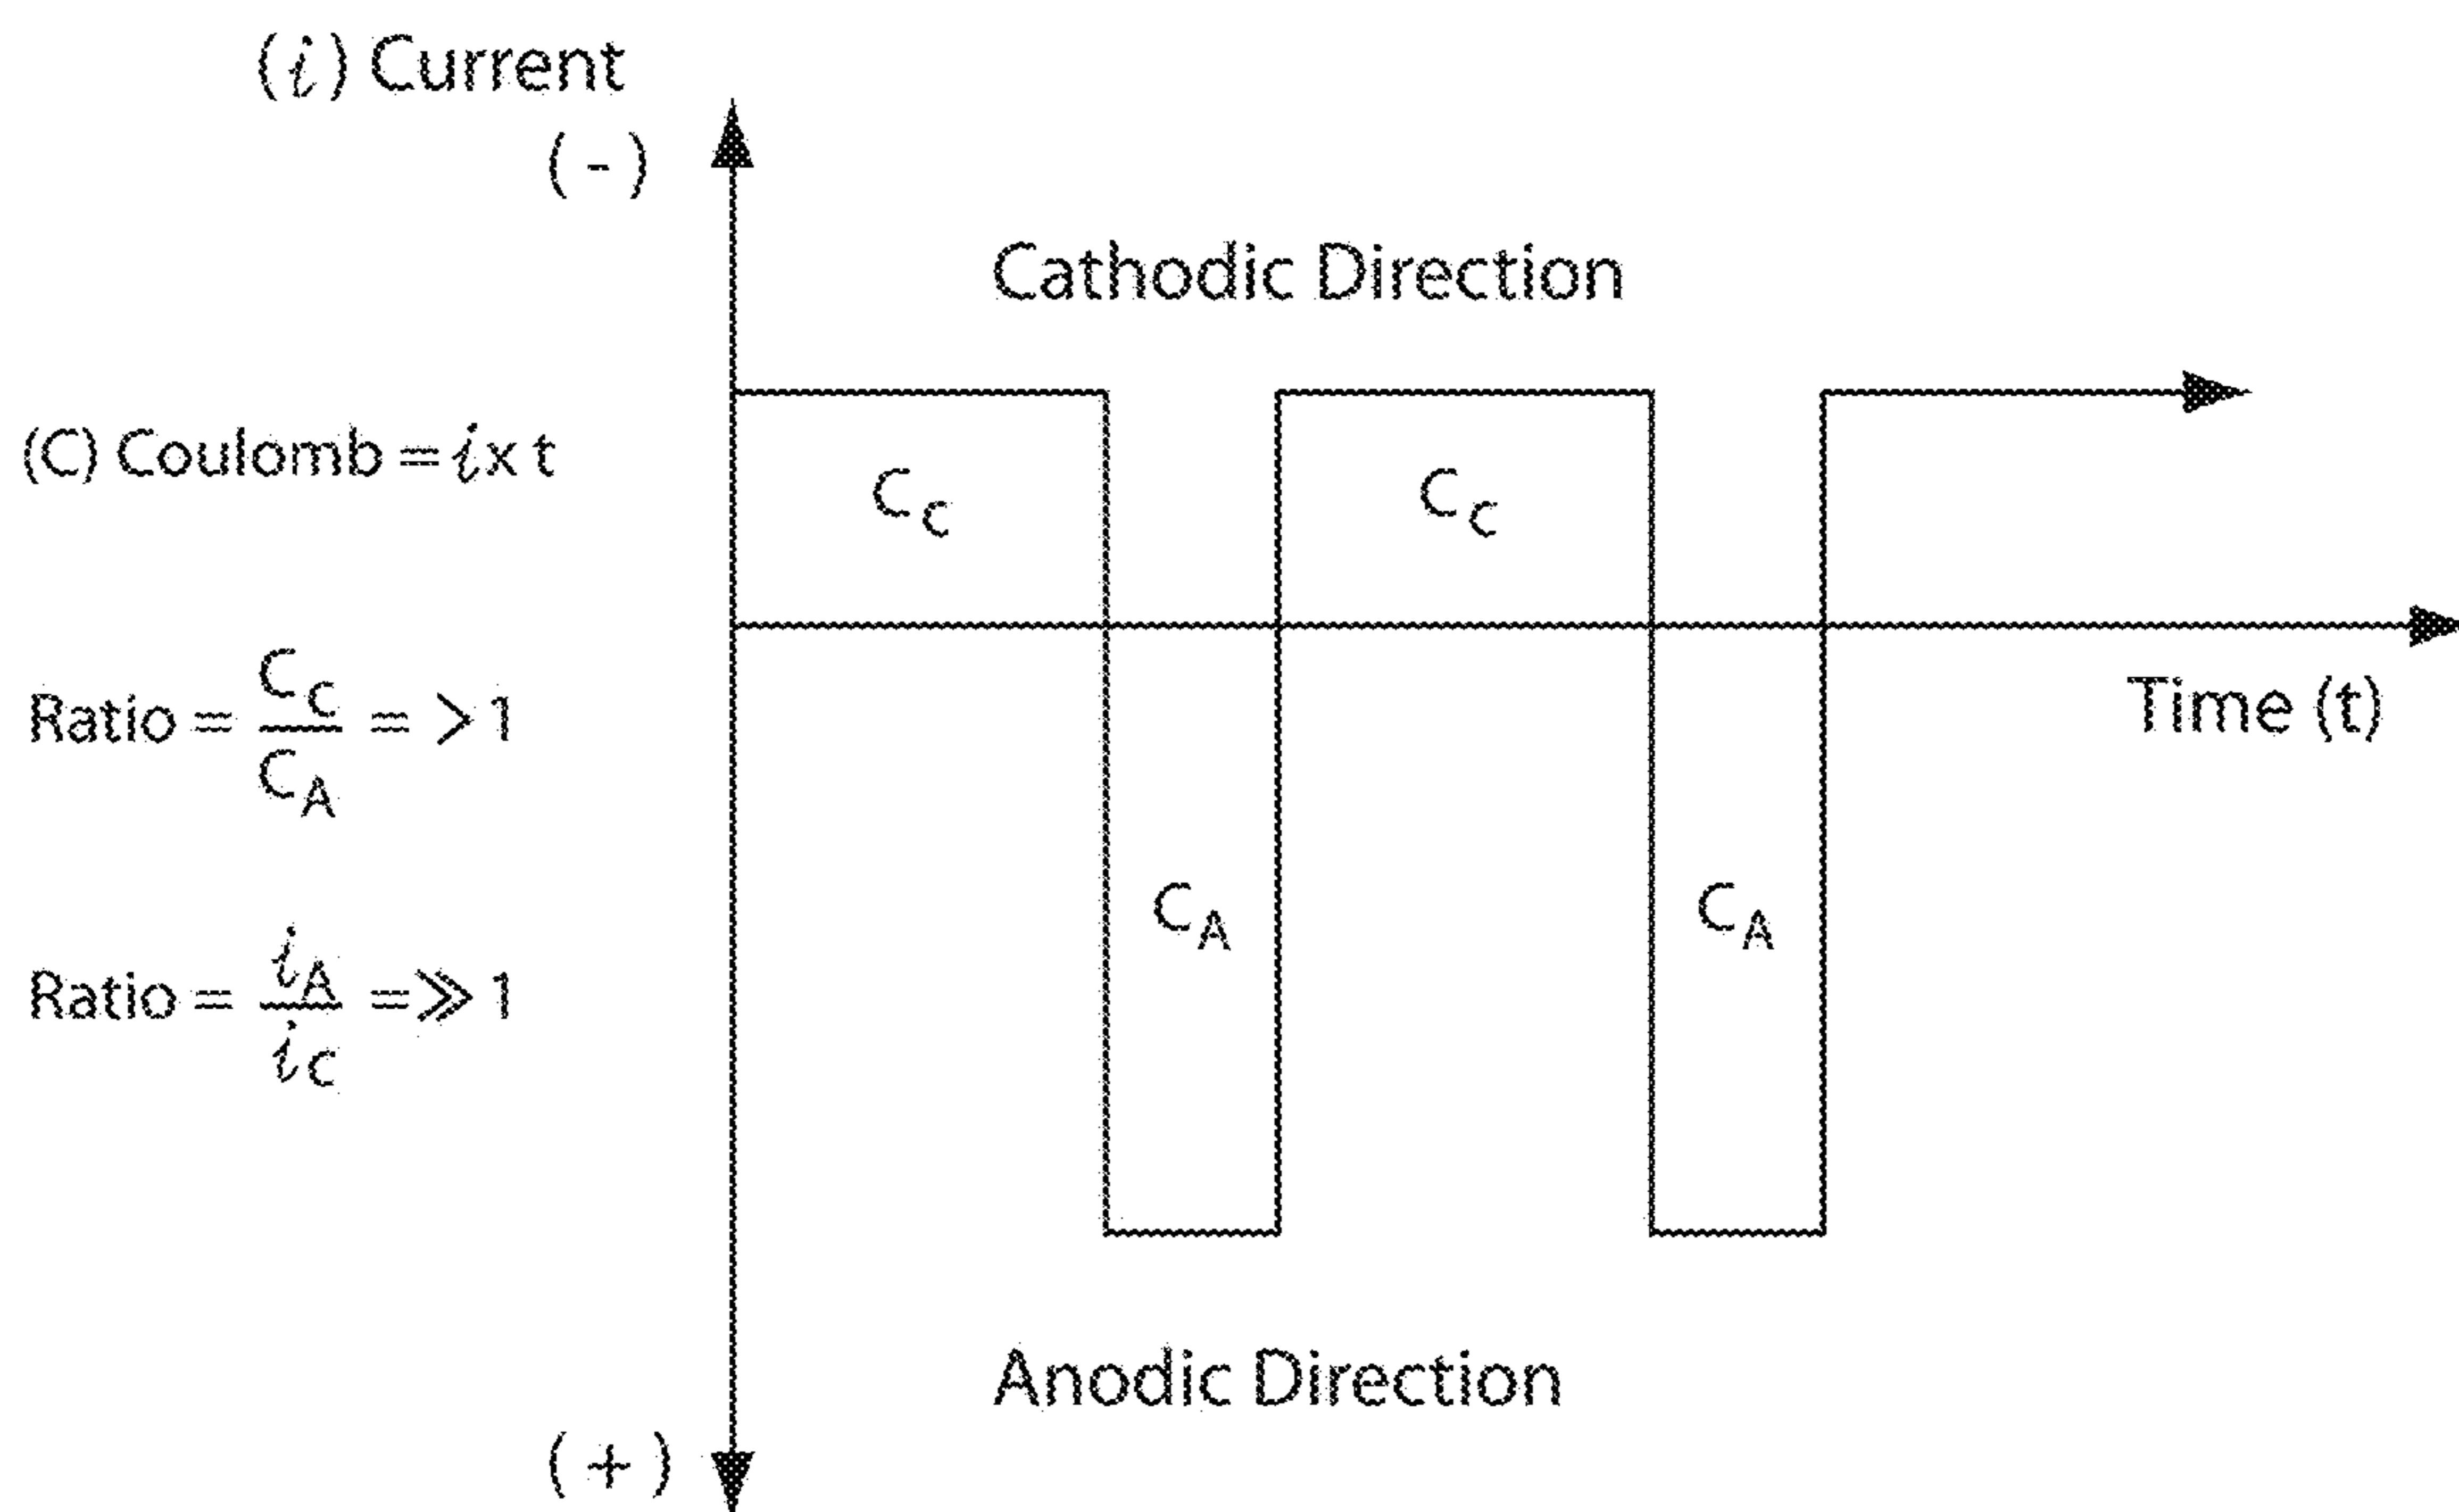 (i) Current
(-)
Cathodic Direction
(C) Coulomb = i x t
C_C
C_C
Ratio = C_C / C_A = > 1
Time (t)
C_A
C_A
Ratio = i_A / i_C = ≫ 1
Anodic Direction
(+)